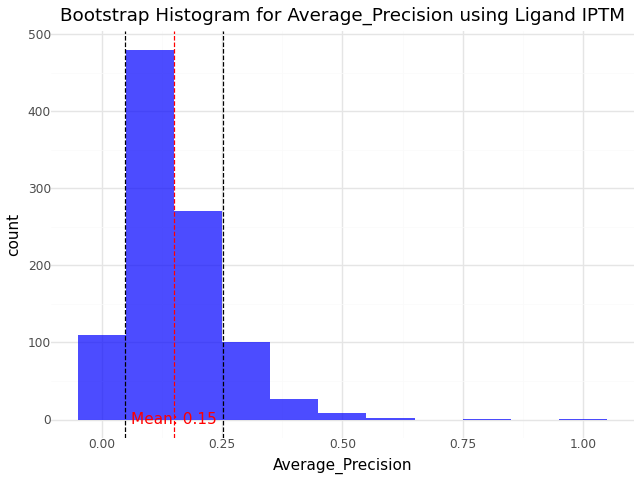 Bootstrap Histogram for Average_Precision using Ligand IPTM
500
400
300
200
100
0
count
Mean: 0.15
0.00 0.25 0.50 0.75 1.00
Average_Precision